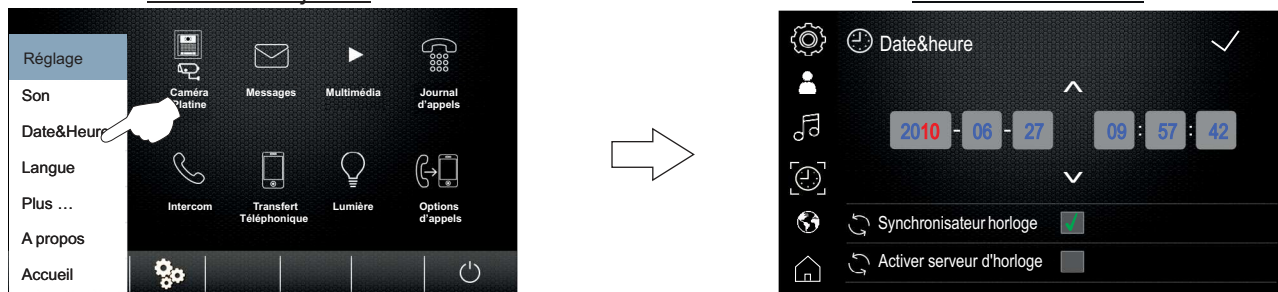 Réglage
Son
Date&Heure
Langue
Plus …
A propos
Accueil
Caméra
Platine
Messages
Multimédia
Journal
d'appels
Intercom
Transfert
Téléphonique
Lumière
Options
d'appels
Date&heure
2010 - 06 - 27 09 : 57 : 42
Synchronisateur horloge
Activer serveur d'horloge